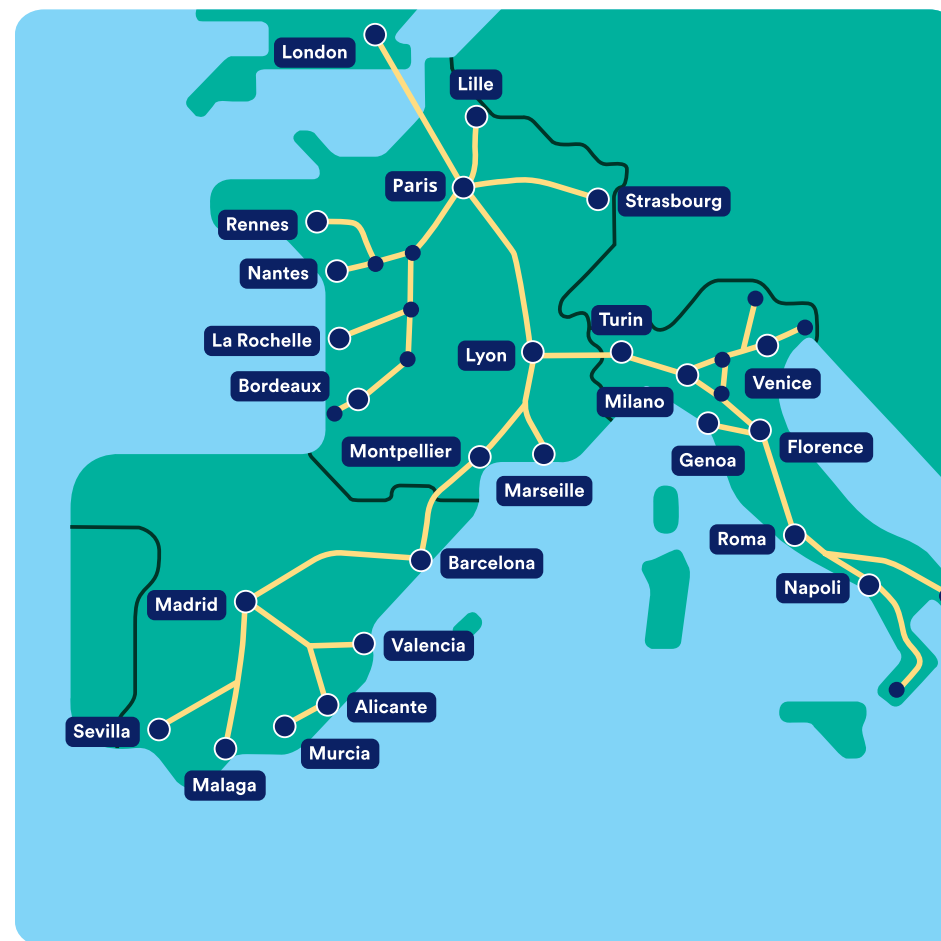 London
Lille
Paris
Strasbourg
Rennes
Nantes
Turin
La Rochelle
Lyon
Bordeaux
Venice
Milano
Montpellier
Genoa
Florence
Marseille
Roma
Barcelona
Napoli
Madrid
Valencia
Alicante
Sevilla
Murcia
Malaga